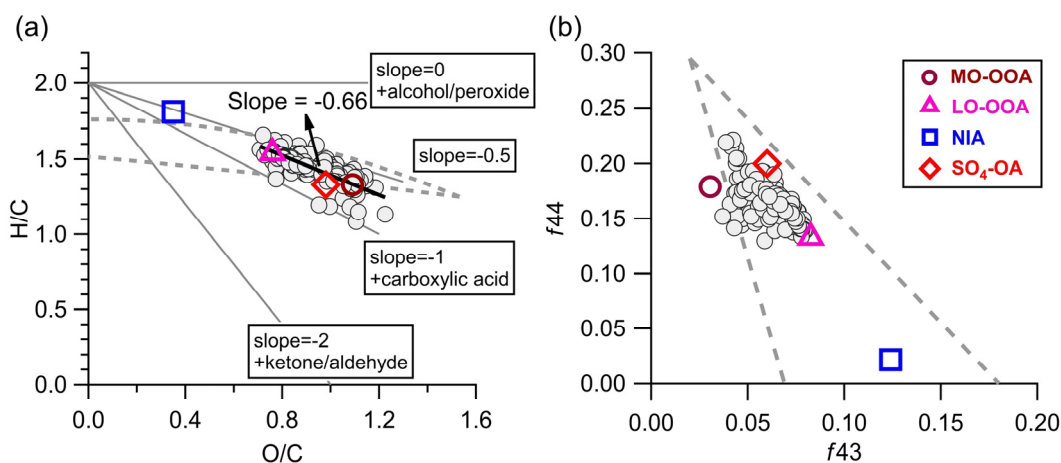 (a)
slope=0
+alcohol/peroxide
Slope = -0.66
slope=-0.5
slope=-1
+carboxylic acid
slope=-2
+ketone/aldehyde
2.0
1.5
1.0
0.5
0.0
H/C
0.0 0.4 0.8 1.2 1.6
O/C
(b)
MO-OOA
LO-OOA
NIA
SO₄-OA
0.30
0.25
0.20
0.15
0.10
0.05
0.00
f44
0.00 0.05 0.10 0.15 0.20
f43